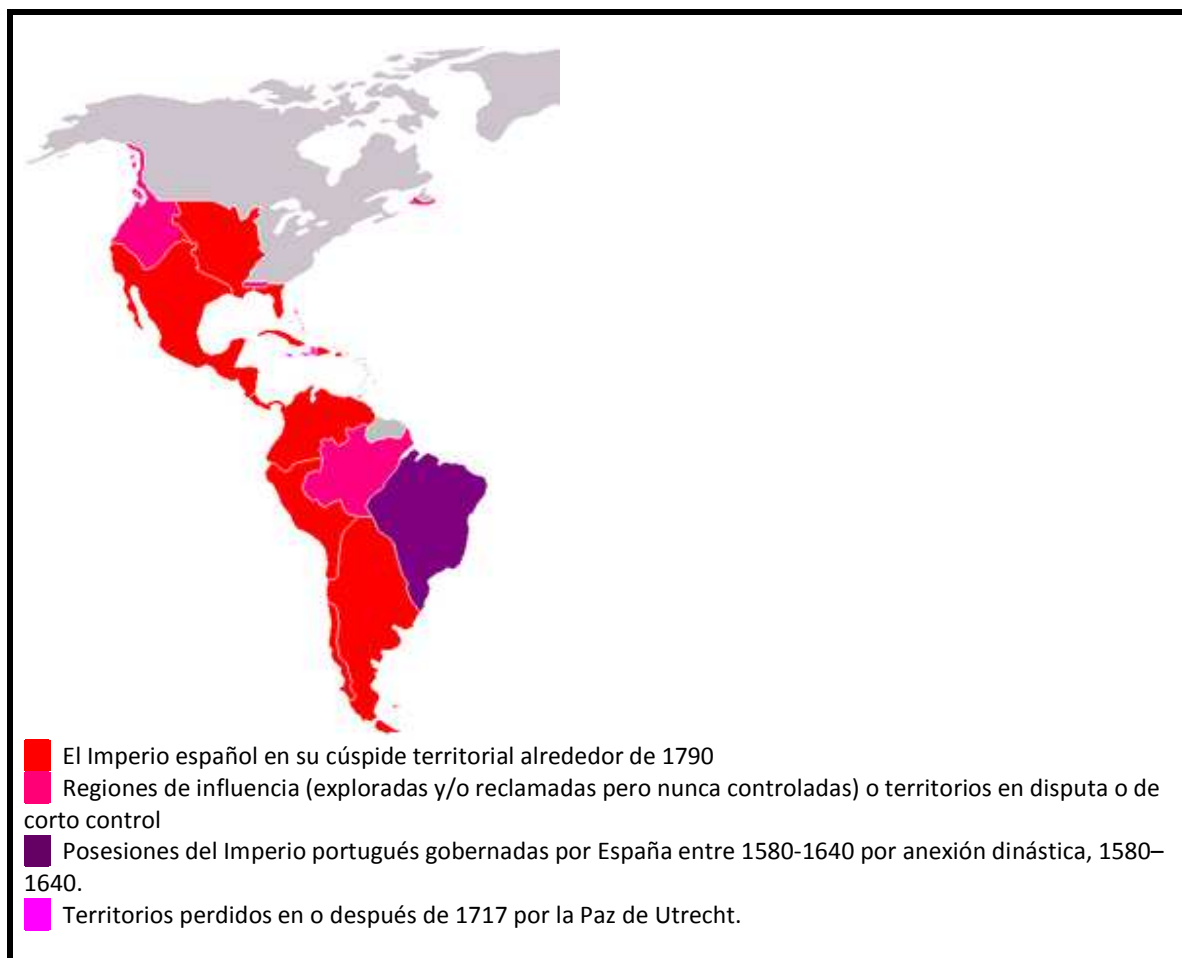 El Imperio español en su cúspide territorial alrededor de 1790
Regiones de influencia (exploradas y/o reclamadas pero nunca controladas) o territorios en disputa o de
corto control
Posesiones del Imperio portugués gobernadas por España entre 1580-1640 por anexión dinástica, 1580–
1640.
Territorios perdidos en o después de 1717 por la Paz de Utrecht.